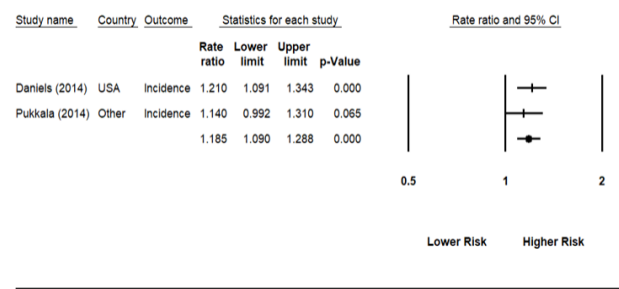 Study name Country Outcome Statistics for each study Rate ratio and 95% CI
Rate Lower Upper
ratio limit limit p-Value
Daniels (2014) USA Incidence 1.210 1.091 1.343 0.000
Pukkala (2014) Other Incidence 1.140 0.992 1.310 0.065
1.185 1.090 1.288 0.000
0.5 1 2
Lower Risk Higher Risk